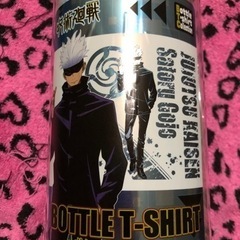 呪術廻戦
JUJUTSU KAISEN
Satoru Gojo
BOTTLE T-SHIRT